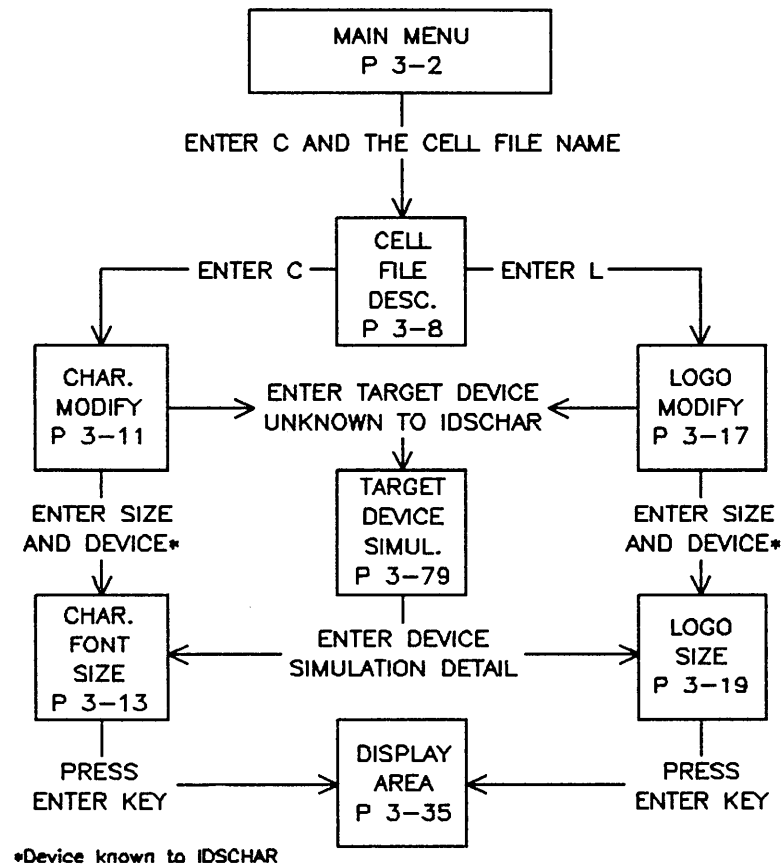 MAIN MENU
P 3-2
ENTER C AND THE CELL FILE NAME
CELL
FILE
DESC.
P 3-8
ENTER C
ENTER L
CHAR.
MODIFY
P 3-11
ENTER TARGET DEVICE
UNKNOWN TO IDSCHAR
LOGO
MODIFY
P 3-17
ENTER SIZE
AND DEVICE*
TARGET
DEVICE
SIMUL.
P 3-79
ENTER SIZE
AND DEVICE*
CHAR.
FONT
SIZE
P 3-13
ENTER DEVICE
SIMULATION DETAIL
LOGO
SIZE
P 3-19
PRESS
ENTER KEY
DISPLAY
AREA
P 3-35
PRESS
ENTER KEY
*Device known to IDSCHAR